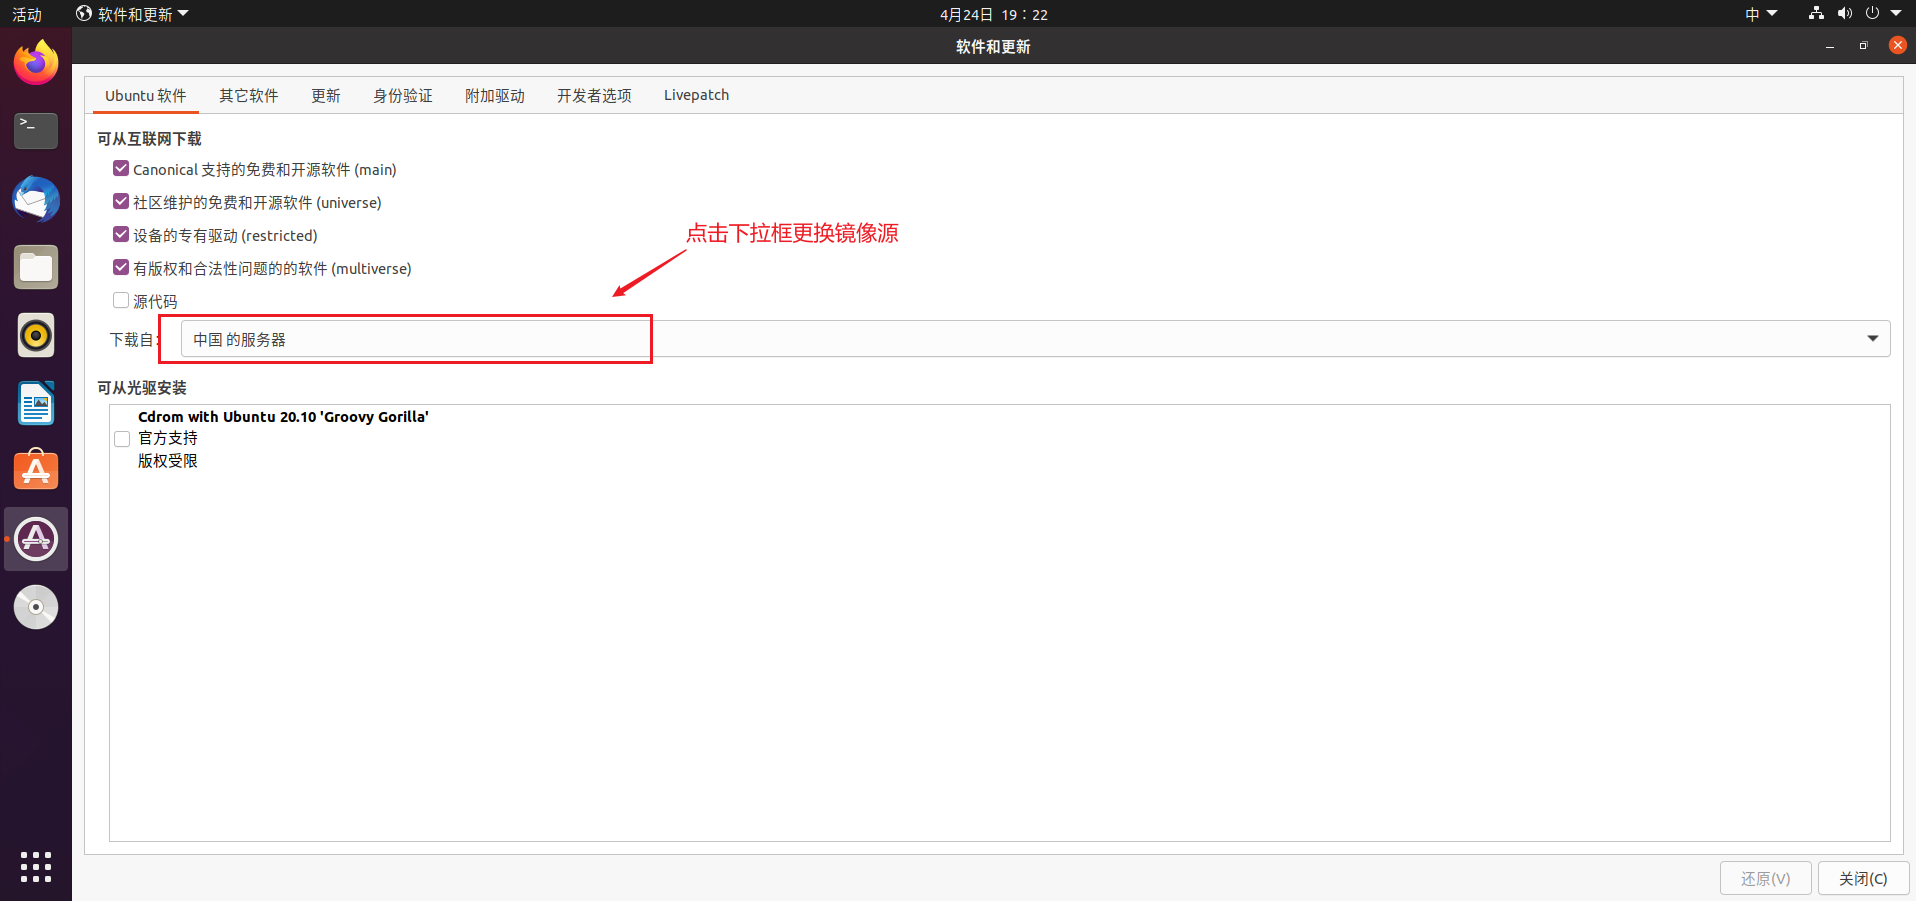 活动 软件和更新 4月24日 19：22 中
软件和更新
Ubuntu 软件 其它软件 更新 身份验证 附加驱动 开发者选项 Livepatch
可从互联网下载
Canonical 支持的免费和开源软件 (main)
社区维护的免费和开源软件 (universe)
点击下拉框更换镜像源
设备的专有驱动 (restricted)
有版权和合法性问题的的软件 (multiverse)
源代码
下载自: 中国 的服务器
可从光驱安装
Cdrom with Ubuntu 20.10 'Groovy Gorilla'
官方支持
版权受限
还原(V) 关闭(C)